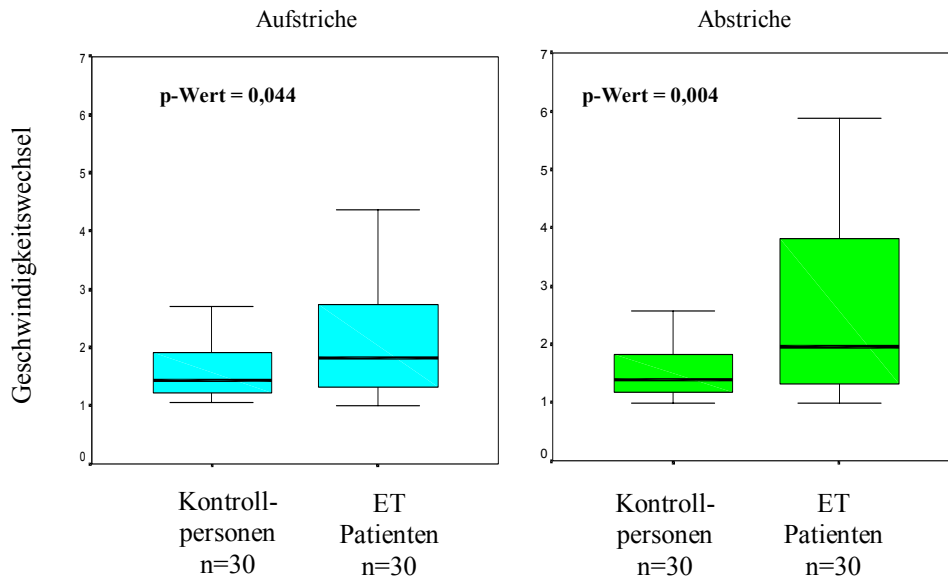 Aufstriche
Abstriche
Geschwindigkeitswechsel
7
6
5
4
3
2
1
0
p-Wert = 0,044
Kontroll-
personen
n=30
ET
Patienten
n=30
7
6
5
4
3
2
1
0
p-Wert = 0,004
Kontroll-
personen
n=30
ET
Patienten
n=30